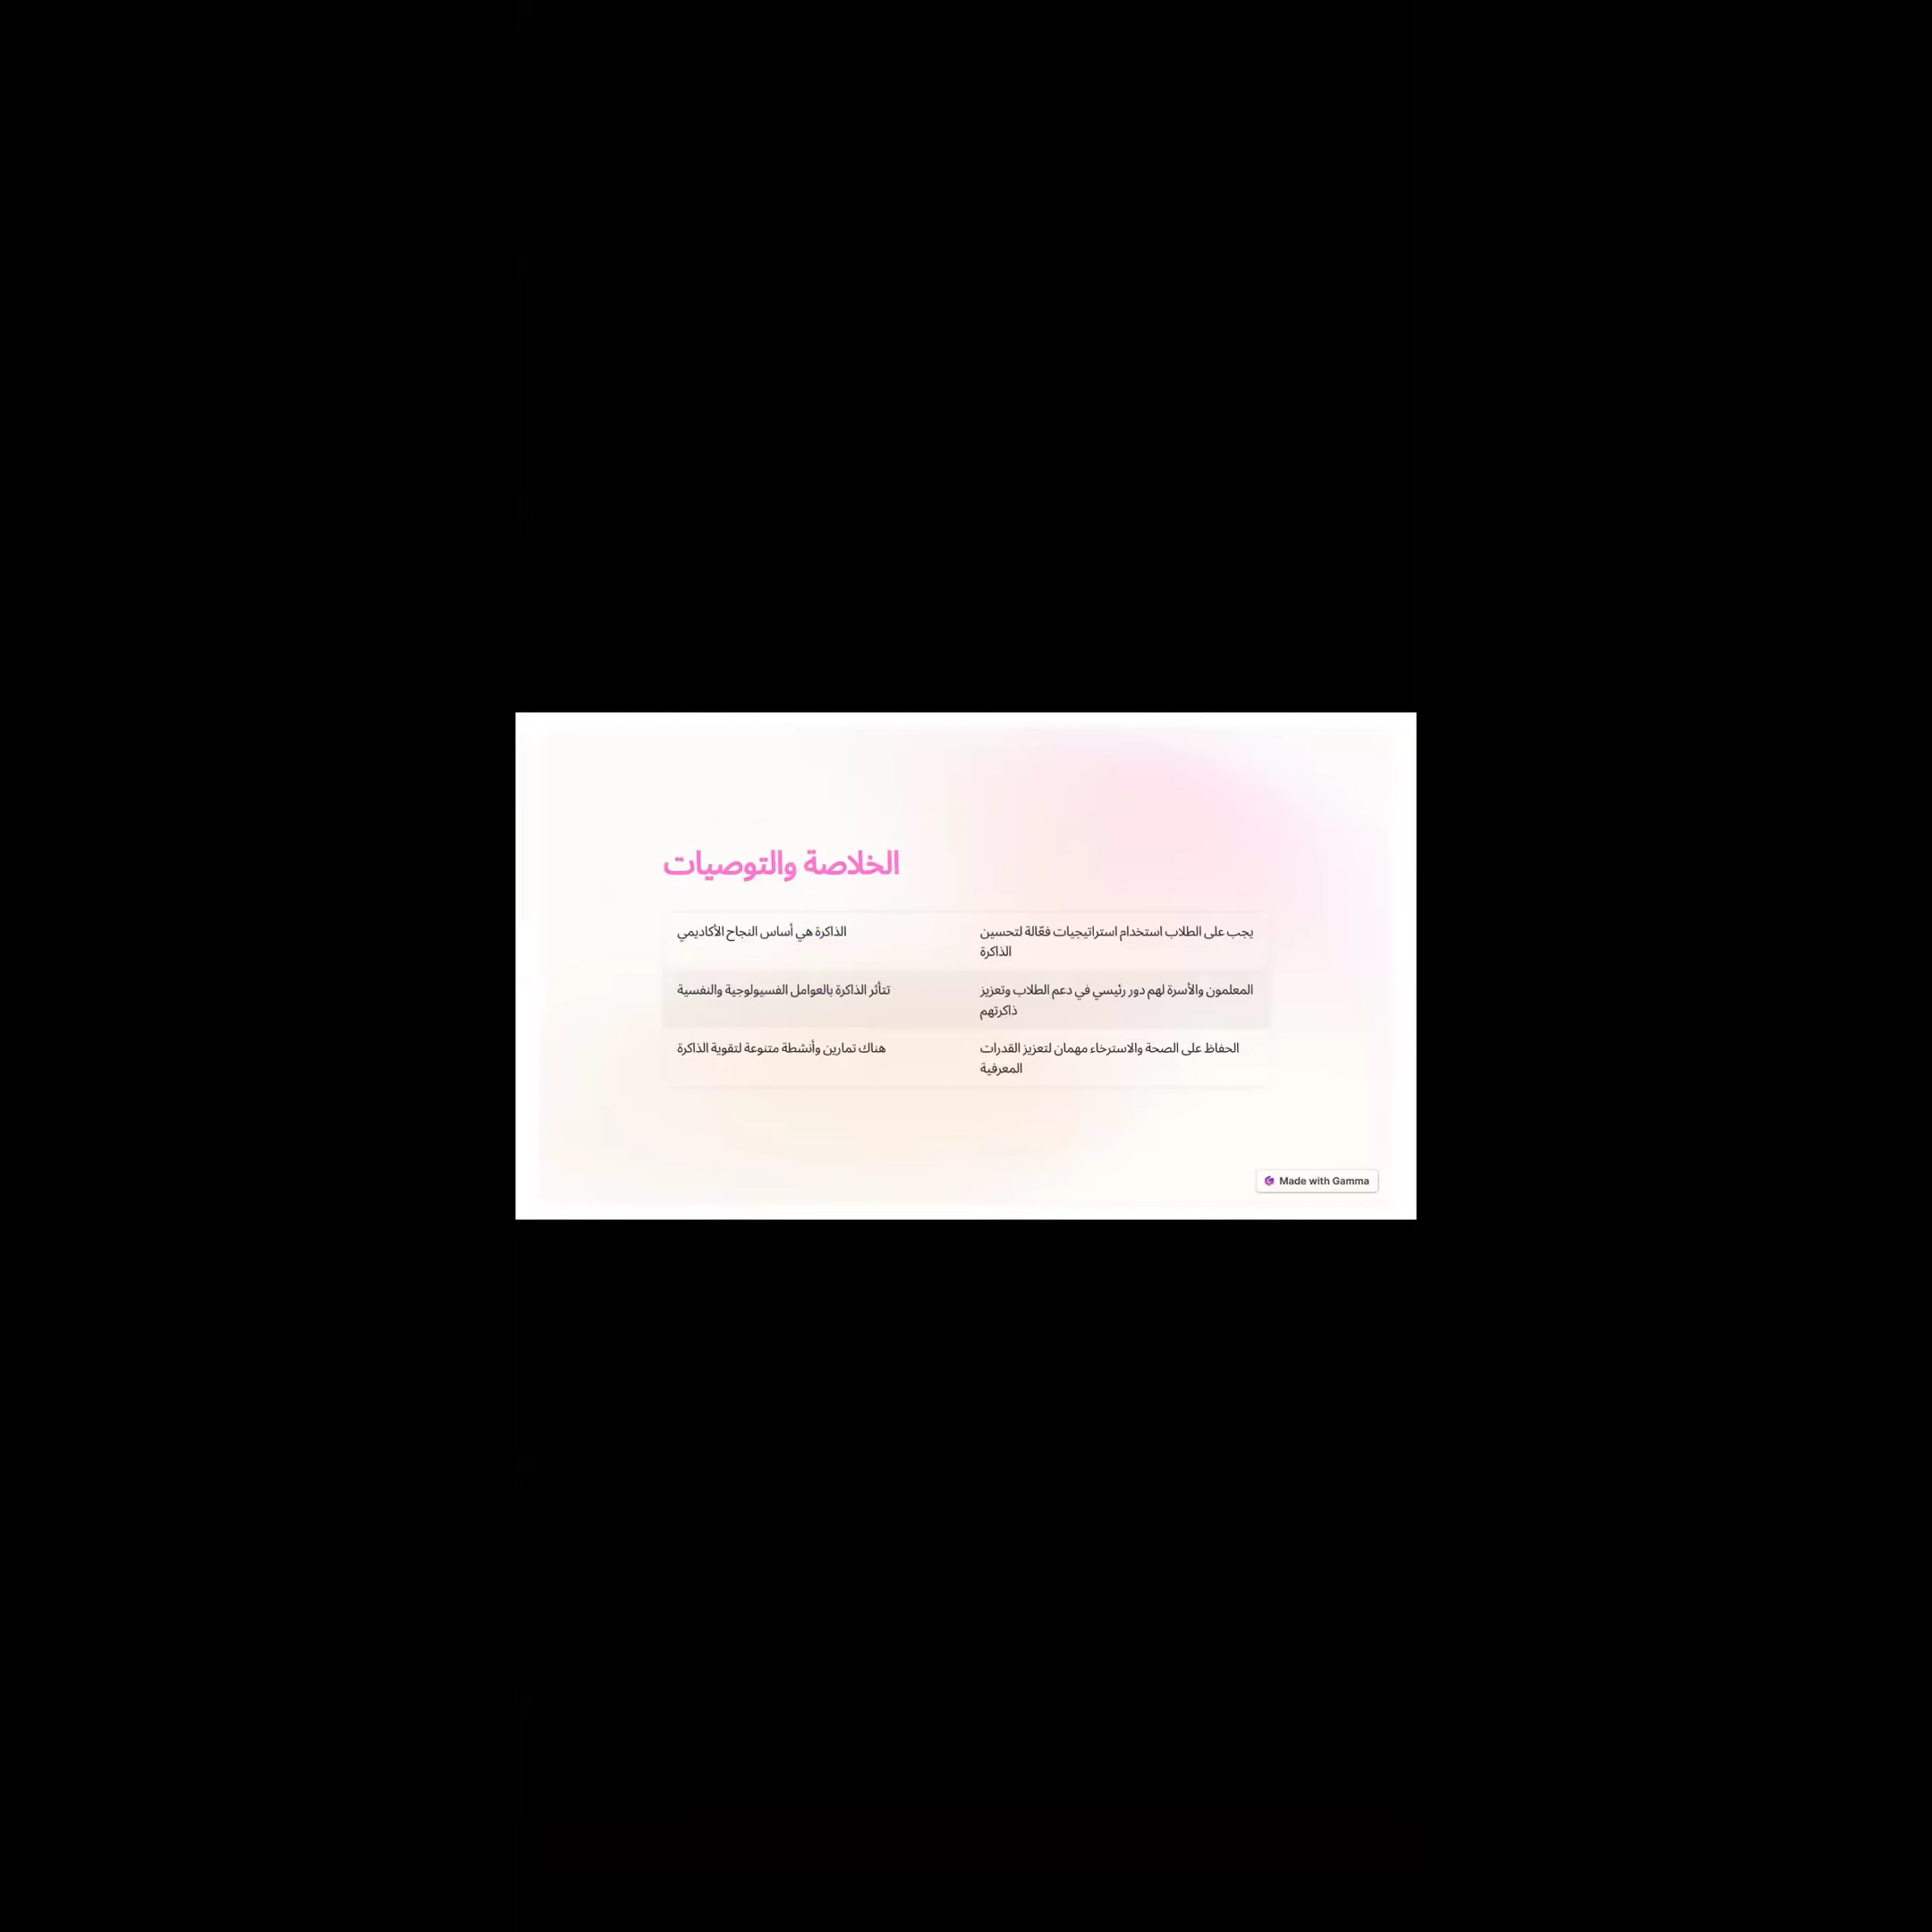 الخلاصة والتوصيات
يجب على الطلاب استخدام استراتيجيات فعّالة لتحسين
الذاكرة
الذاكرة هي أساس النجاح الأكاديمي
المعلمون والأسرة لهم دور رئيسي في دعم الطلاب وتعزيز
ذاكرتهم
تتأثر الذاكرة بالعوامل الفسيولوجية والنفسية
الحفاظ على الصحة والاسترخاء مهمان لتعزيز القدرات
المعرفية
هناك تمارين وأنشطة متنوعة لتقوية الذاكرة
Made with Gamma